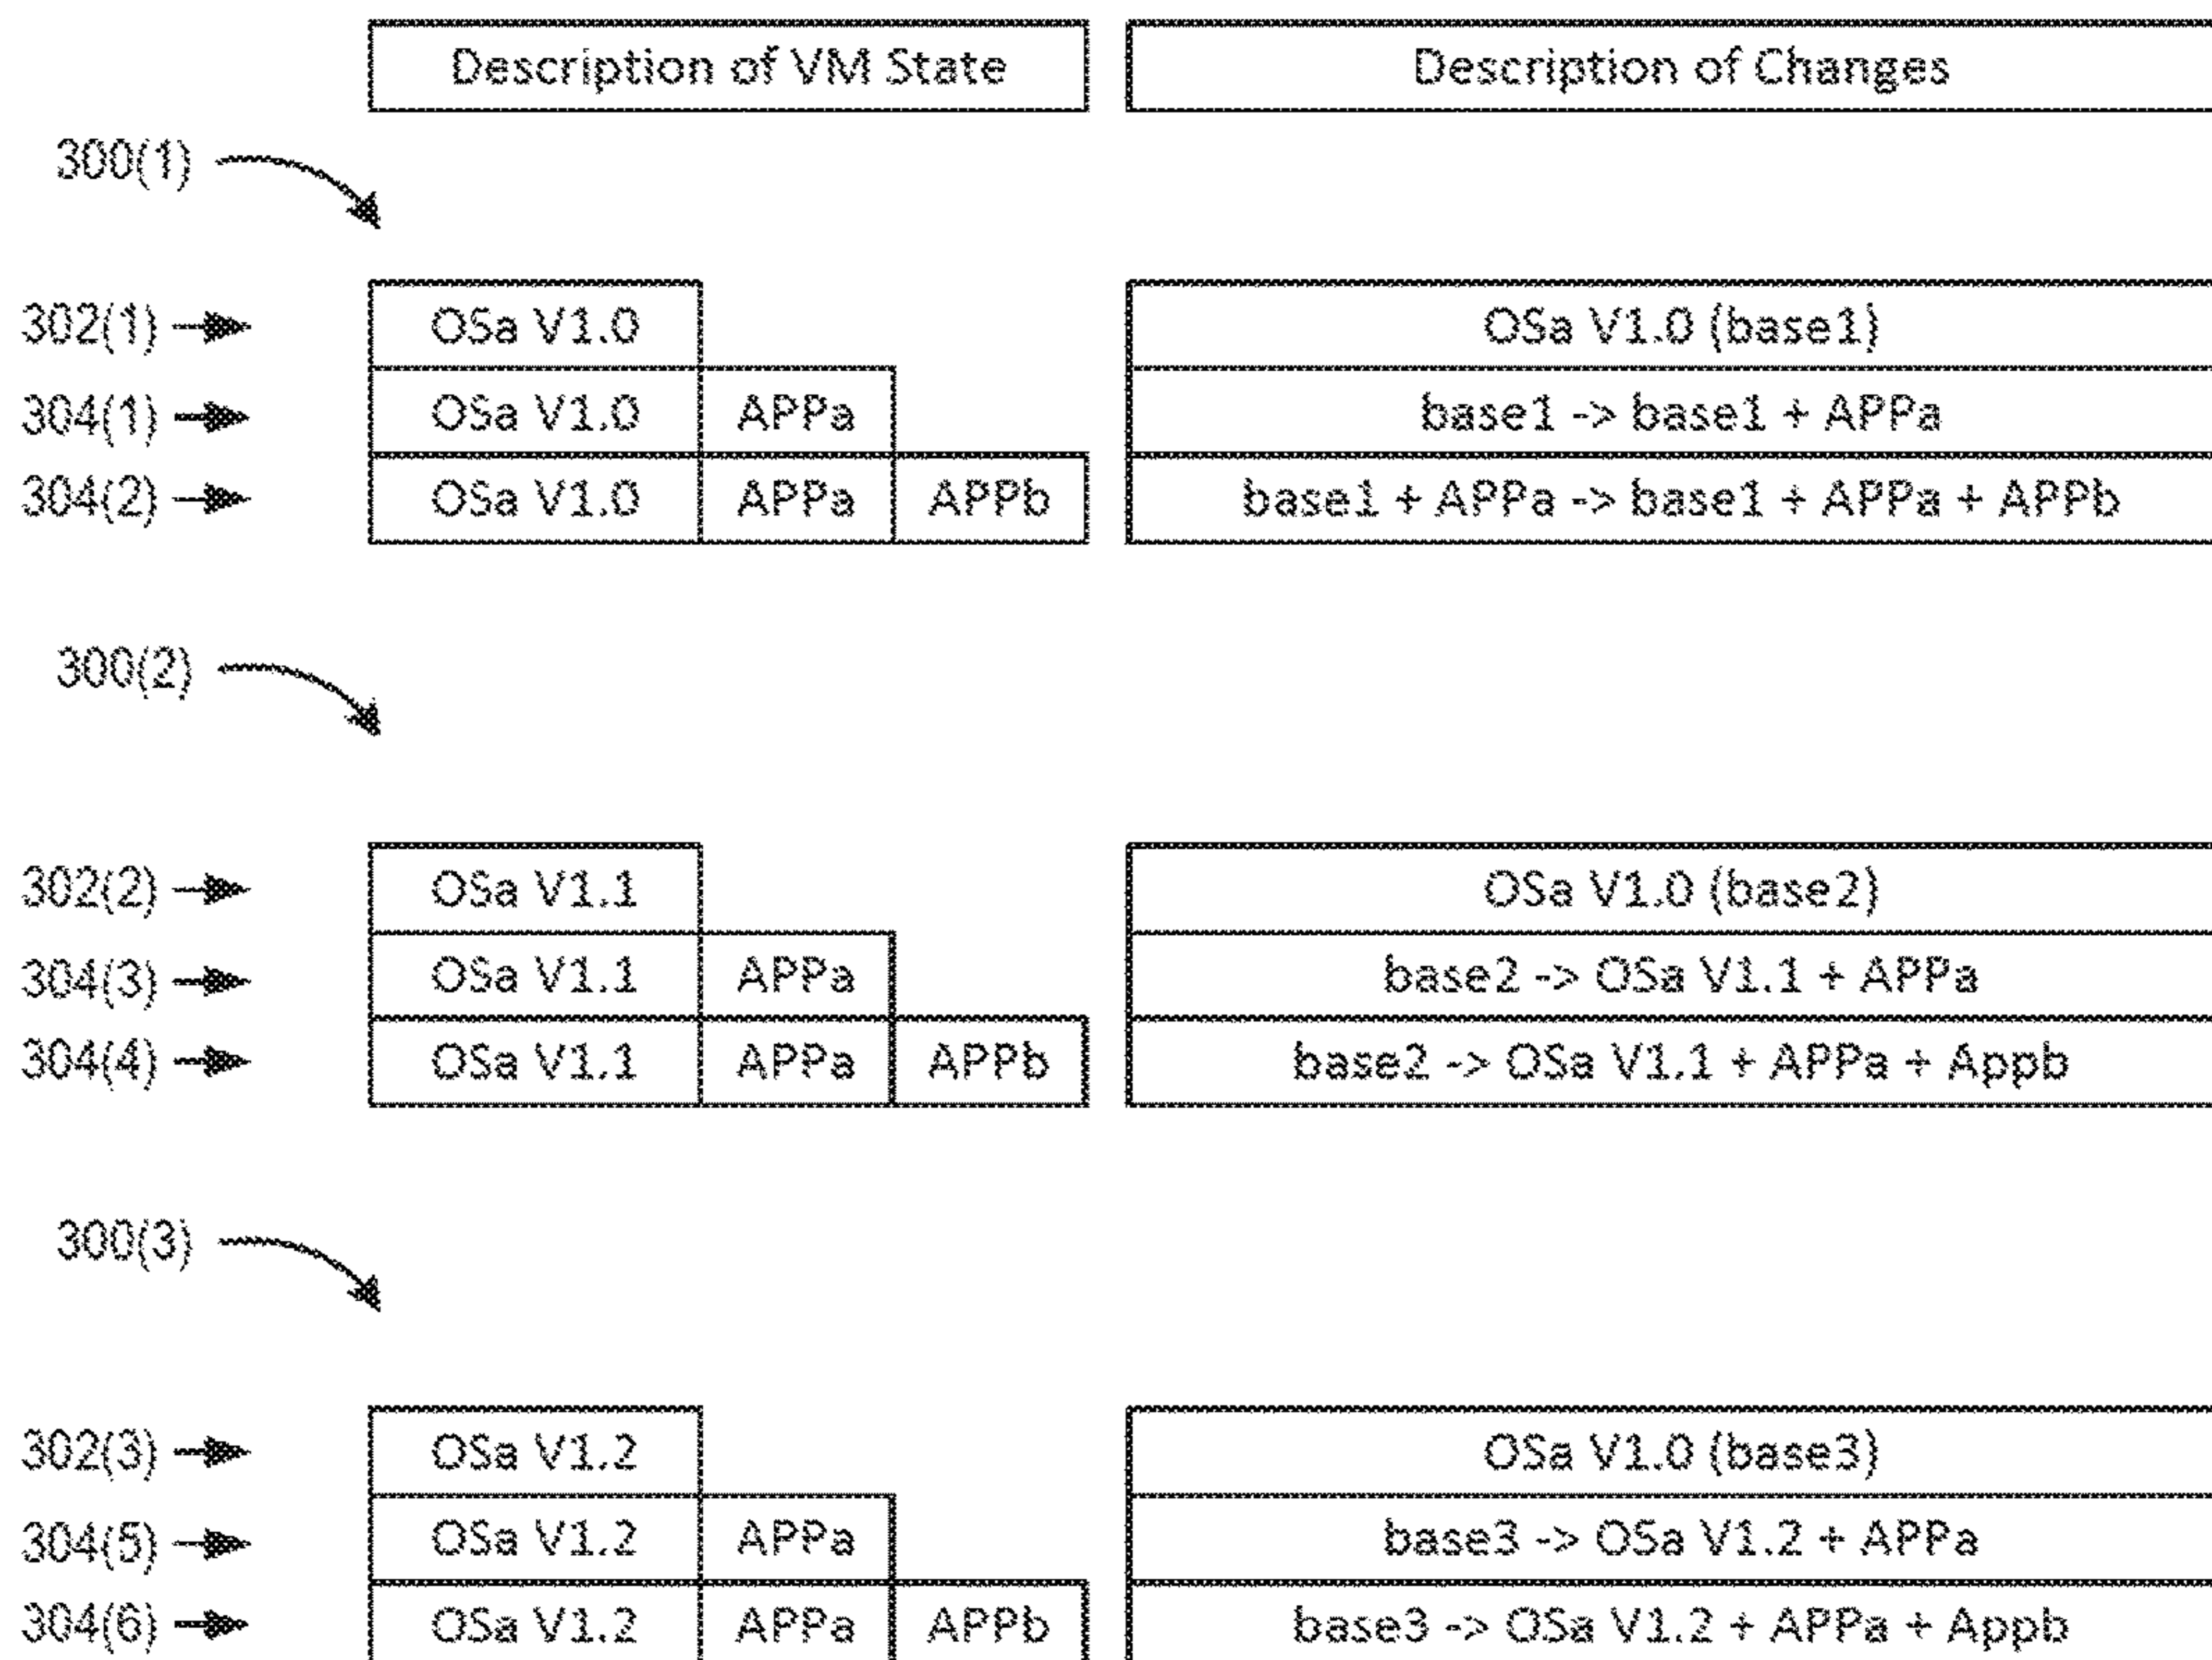 Description of VM State Description of Changes
300(1)
302(1) OSa V1.0 OSa V1.0 (base1)
304(1) OSa V1.0 APPa base1 -> base1 + APPa
304(2) OSa V1.0 APPa APPb base1 + APPa -> base1 + APPa + APPb
300(2)
302(2) OSa V1.1 OSa V1.0 (base2)
304(3) OSa V1.1 APPa base2 -> OSa V1.1 + APPa
304(4) OSa V1.1 APPa APPb base2 -> OSa V1.1 + APPa + Appb
300(3)
302(3) OSa V1.2 OSa V1.0 (base3)
304(5) OSa V1.2 APPa base3 -> OSa V1.2 + APPa
304(6) OSa V1.2 APPa APPb base3 -> OSa V1.2 + APPa + Appb